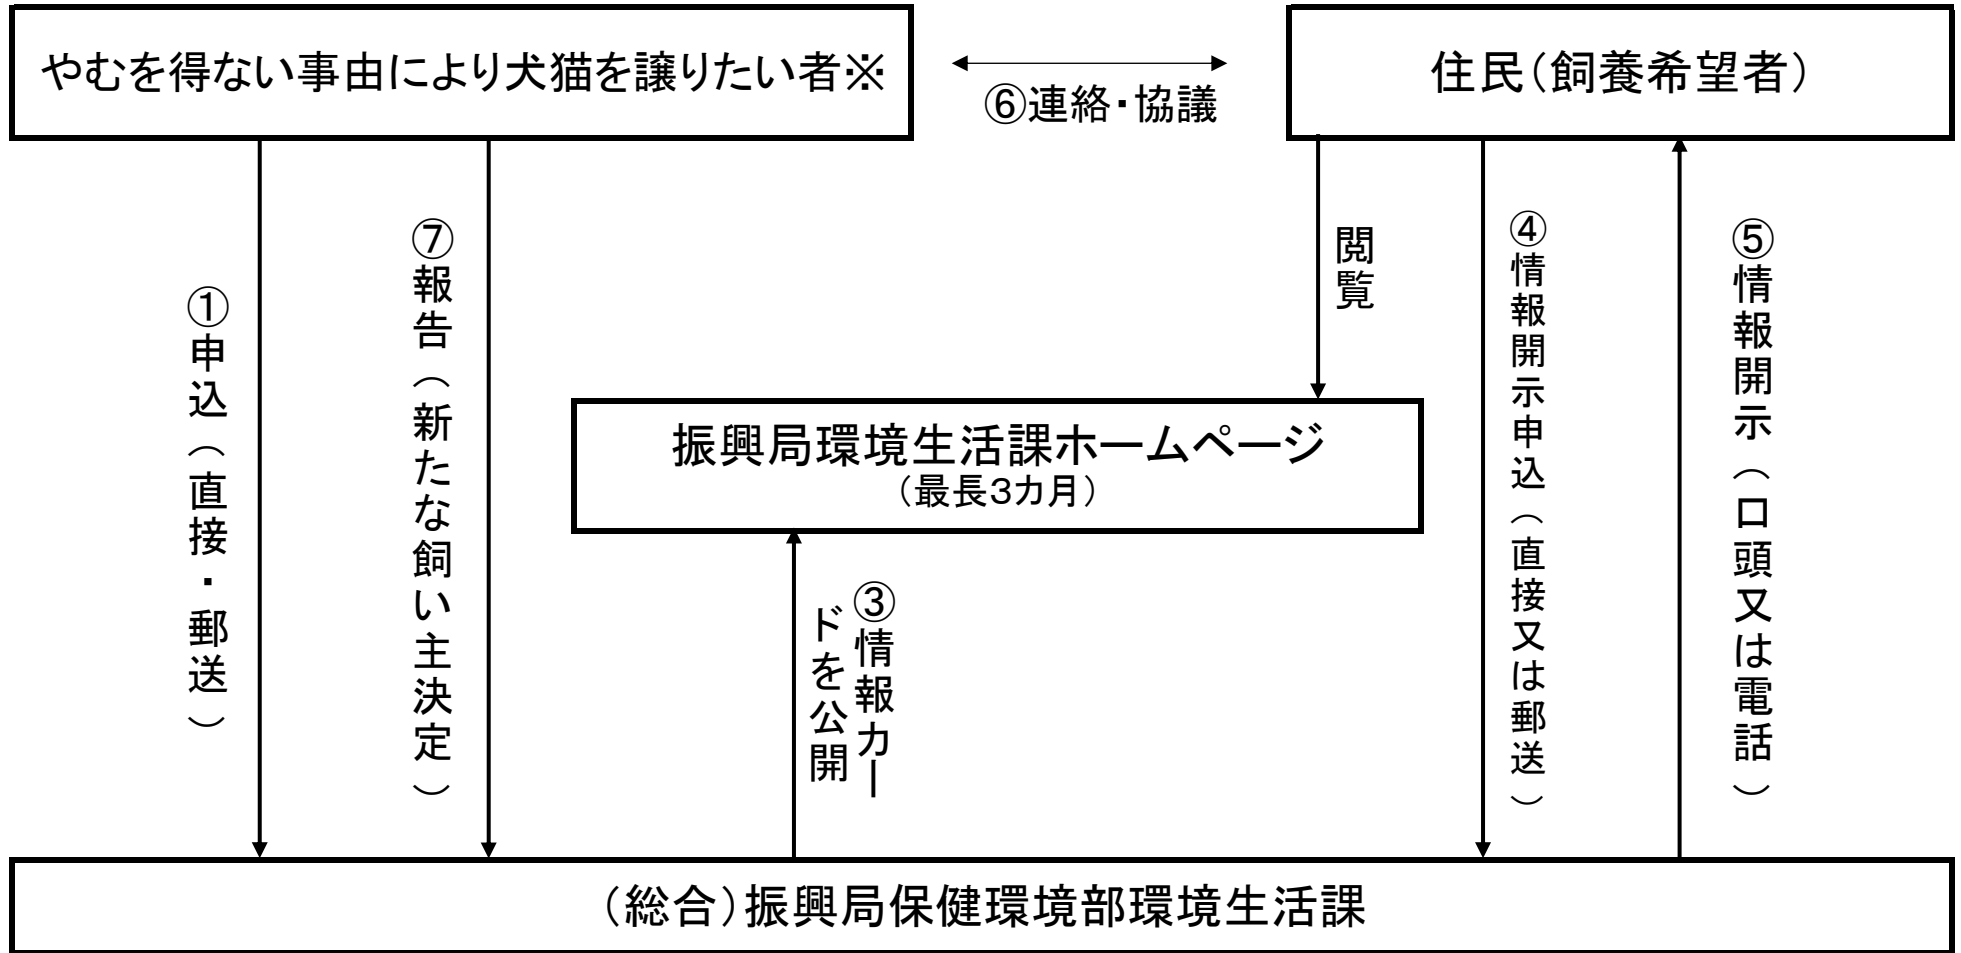 やむを得ない事由により犬猫を譲りたい者※
⑥連絡・協議
住民(飼養希望者)
①申込(直接・郵送)
⑦報告(新たな飼い主決定)
閲覧
④情報開示申込(直接又は郵送)
⑤情報開示(口頭又は電話)
振興局環境生活課ホームページ
(最長3カ月)
③情報カー
ドを公開
(総合)振興局保健環境部環境生活課